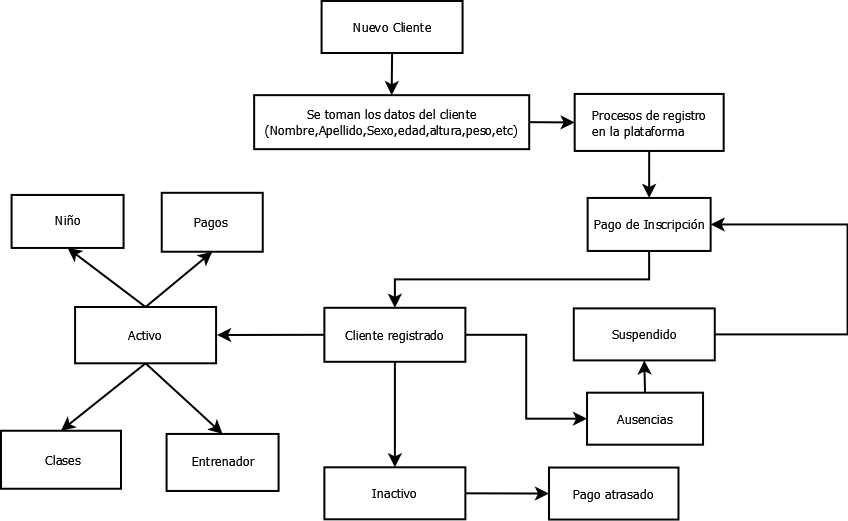 Nuevo Cliente
Se toman los datos del cliente
(Nombre,Apellido,Sexo,edad,altura,peso,etc)
Procesos de registro
en la plataforma
Niño
Pagos
Pago de Inscripción
Activo
Cliente registrado
Suspendido
Ausencias
Clases
Entrenador
Inactivo
Pago atrasado